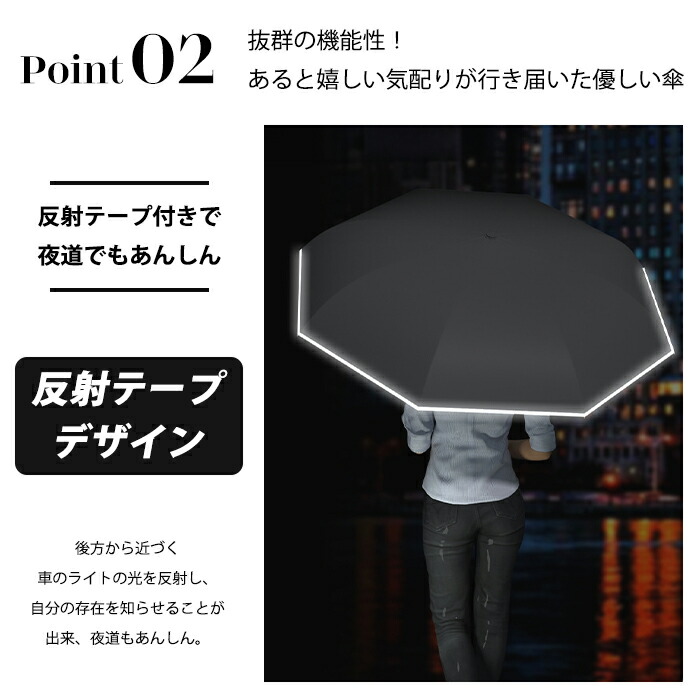 Point 02
抜群の機能性！
あると嬉しい気配りが行き届いた優しい傘
反射テープ付きで
夜道でもあんしん
反射テープ
デザイン
後方から近づく
車のライトの光を反射し、
自分の存在を知らせることが
出来、夜道もあんしん。